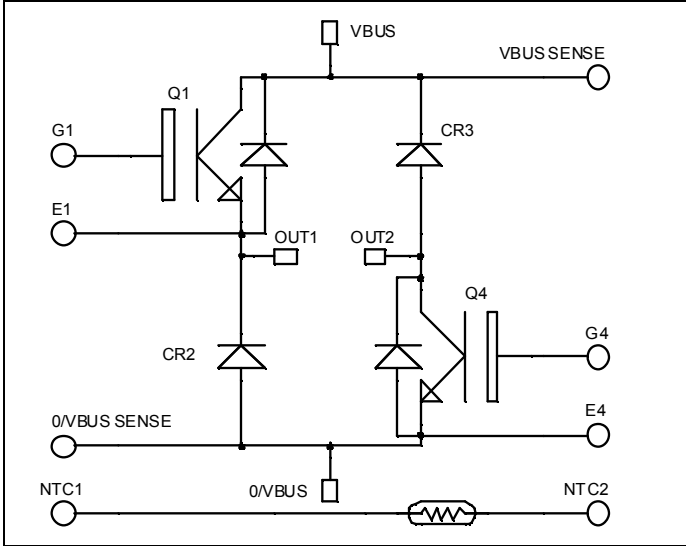 VBUS
VBUS SENSE
Q1
G1
CR3
E1
OUT1
OUT2
Q4
CR2
G4
0/VBUS SENSE
E4
NTC1
0/VBUS
NTC2